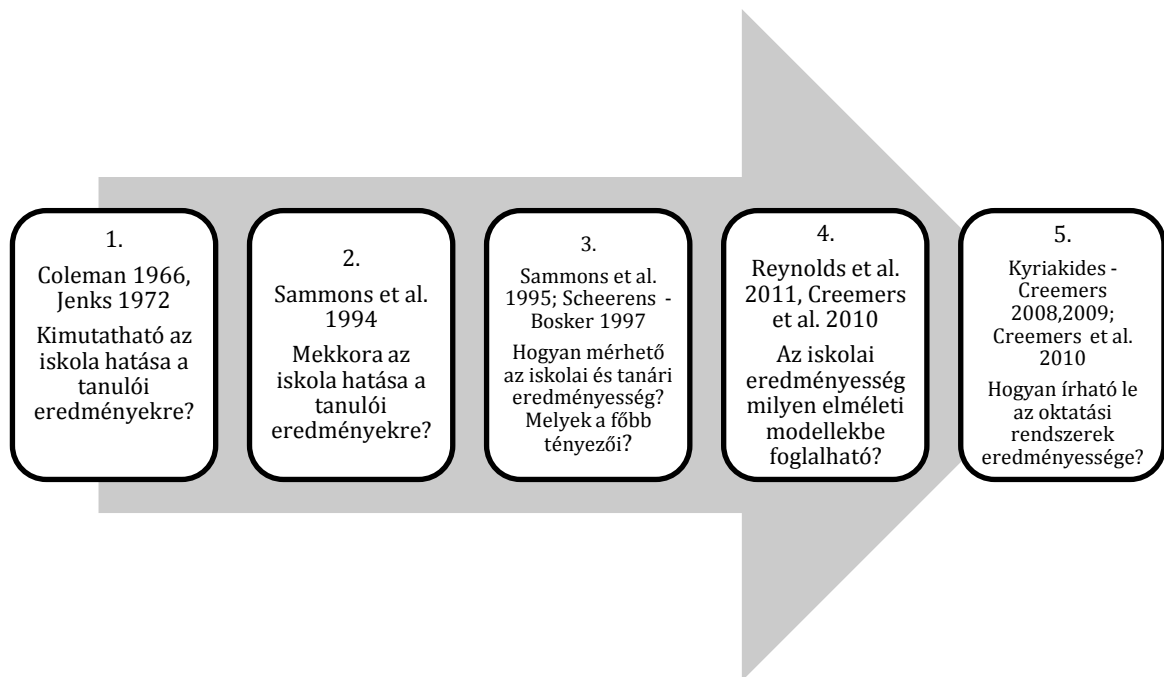 1.
Coleman 1966,
Jenks 1972
Kimutatható az
iskola hatása a
tanulói
eredményekre?
2.
Sammons et al.
1994
Mekkora az
iskola hatása a
tanulói
eredményekre?
3.
Sammons et al.
1995; Scheerens -
Bosker 1997
Hogyan mérhető
az iskolai és tanári
eredményesség?
Melyek a főbb
tényezői?
4.
Reynolds et al.
2011, Creemers
et al. 2010
Az iskolai
eredményesség
milyen elméleti
modellekbe
foglalható?
5.
Kyriakides -
Creemers
2008,2009;
Creemers et al.
2010
Hogyan írható le
az oktatási
rendszerek
eredményessége?